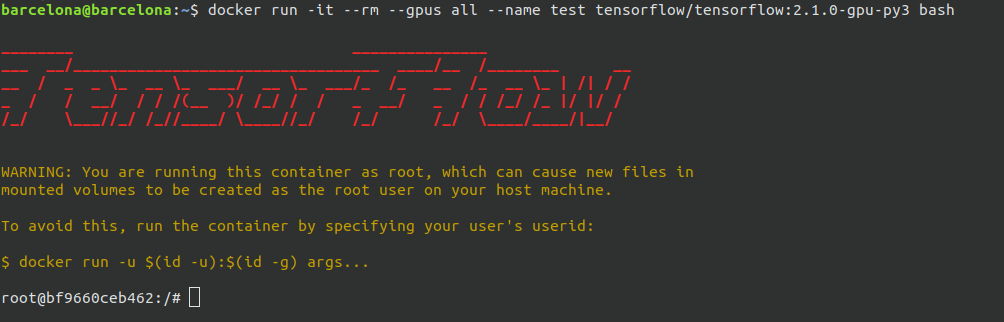 barcelona@barcelona:~$ docker run -it --rm --gpus all --name test tensorflow/tensorflow:2.1.0-gpu-py3 bash
TensorFlow
WARNING: You are running this container as root, which can cause new files in
mounted volumes to be created as the root user on your host machine.
To avoid this, run the container by specifying your user's userid:
$ docker run -u $(id -u):$(id -g) args...
root@bf9660ceb462:/#